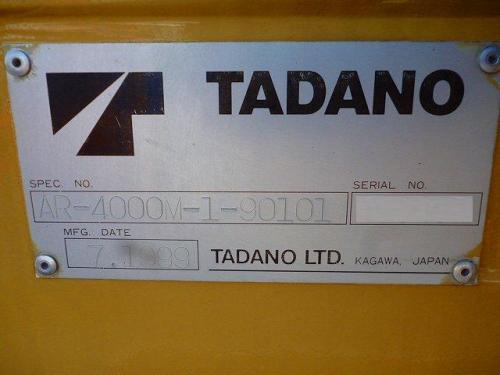 TADANO
SPEC. NO.
SERIAL NO.
AR-4000M-1-90101
MFG. DATE
7.1999
TADANO LTD. KAGAWA, JAPAN